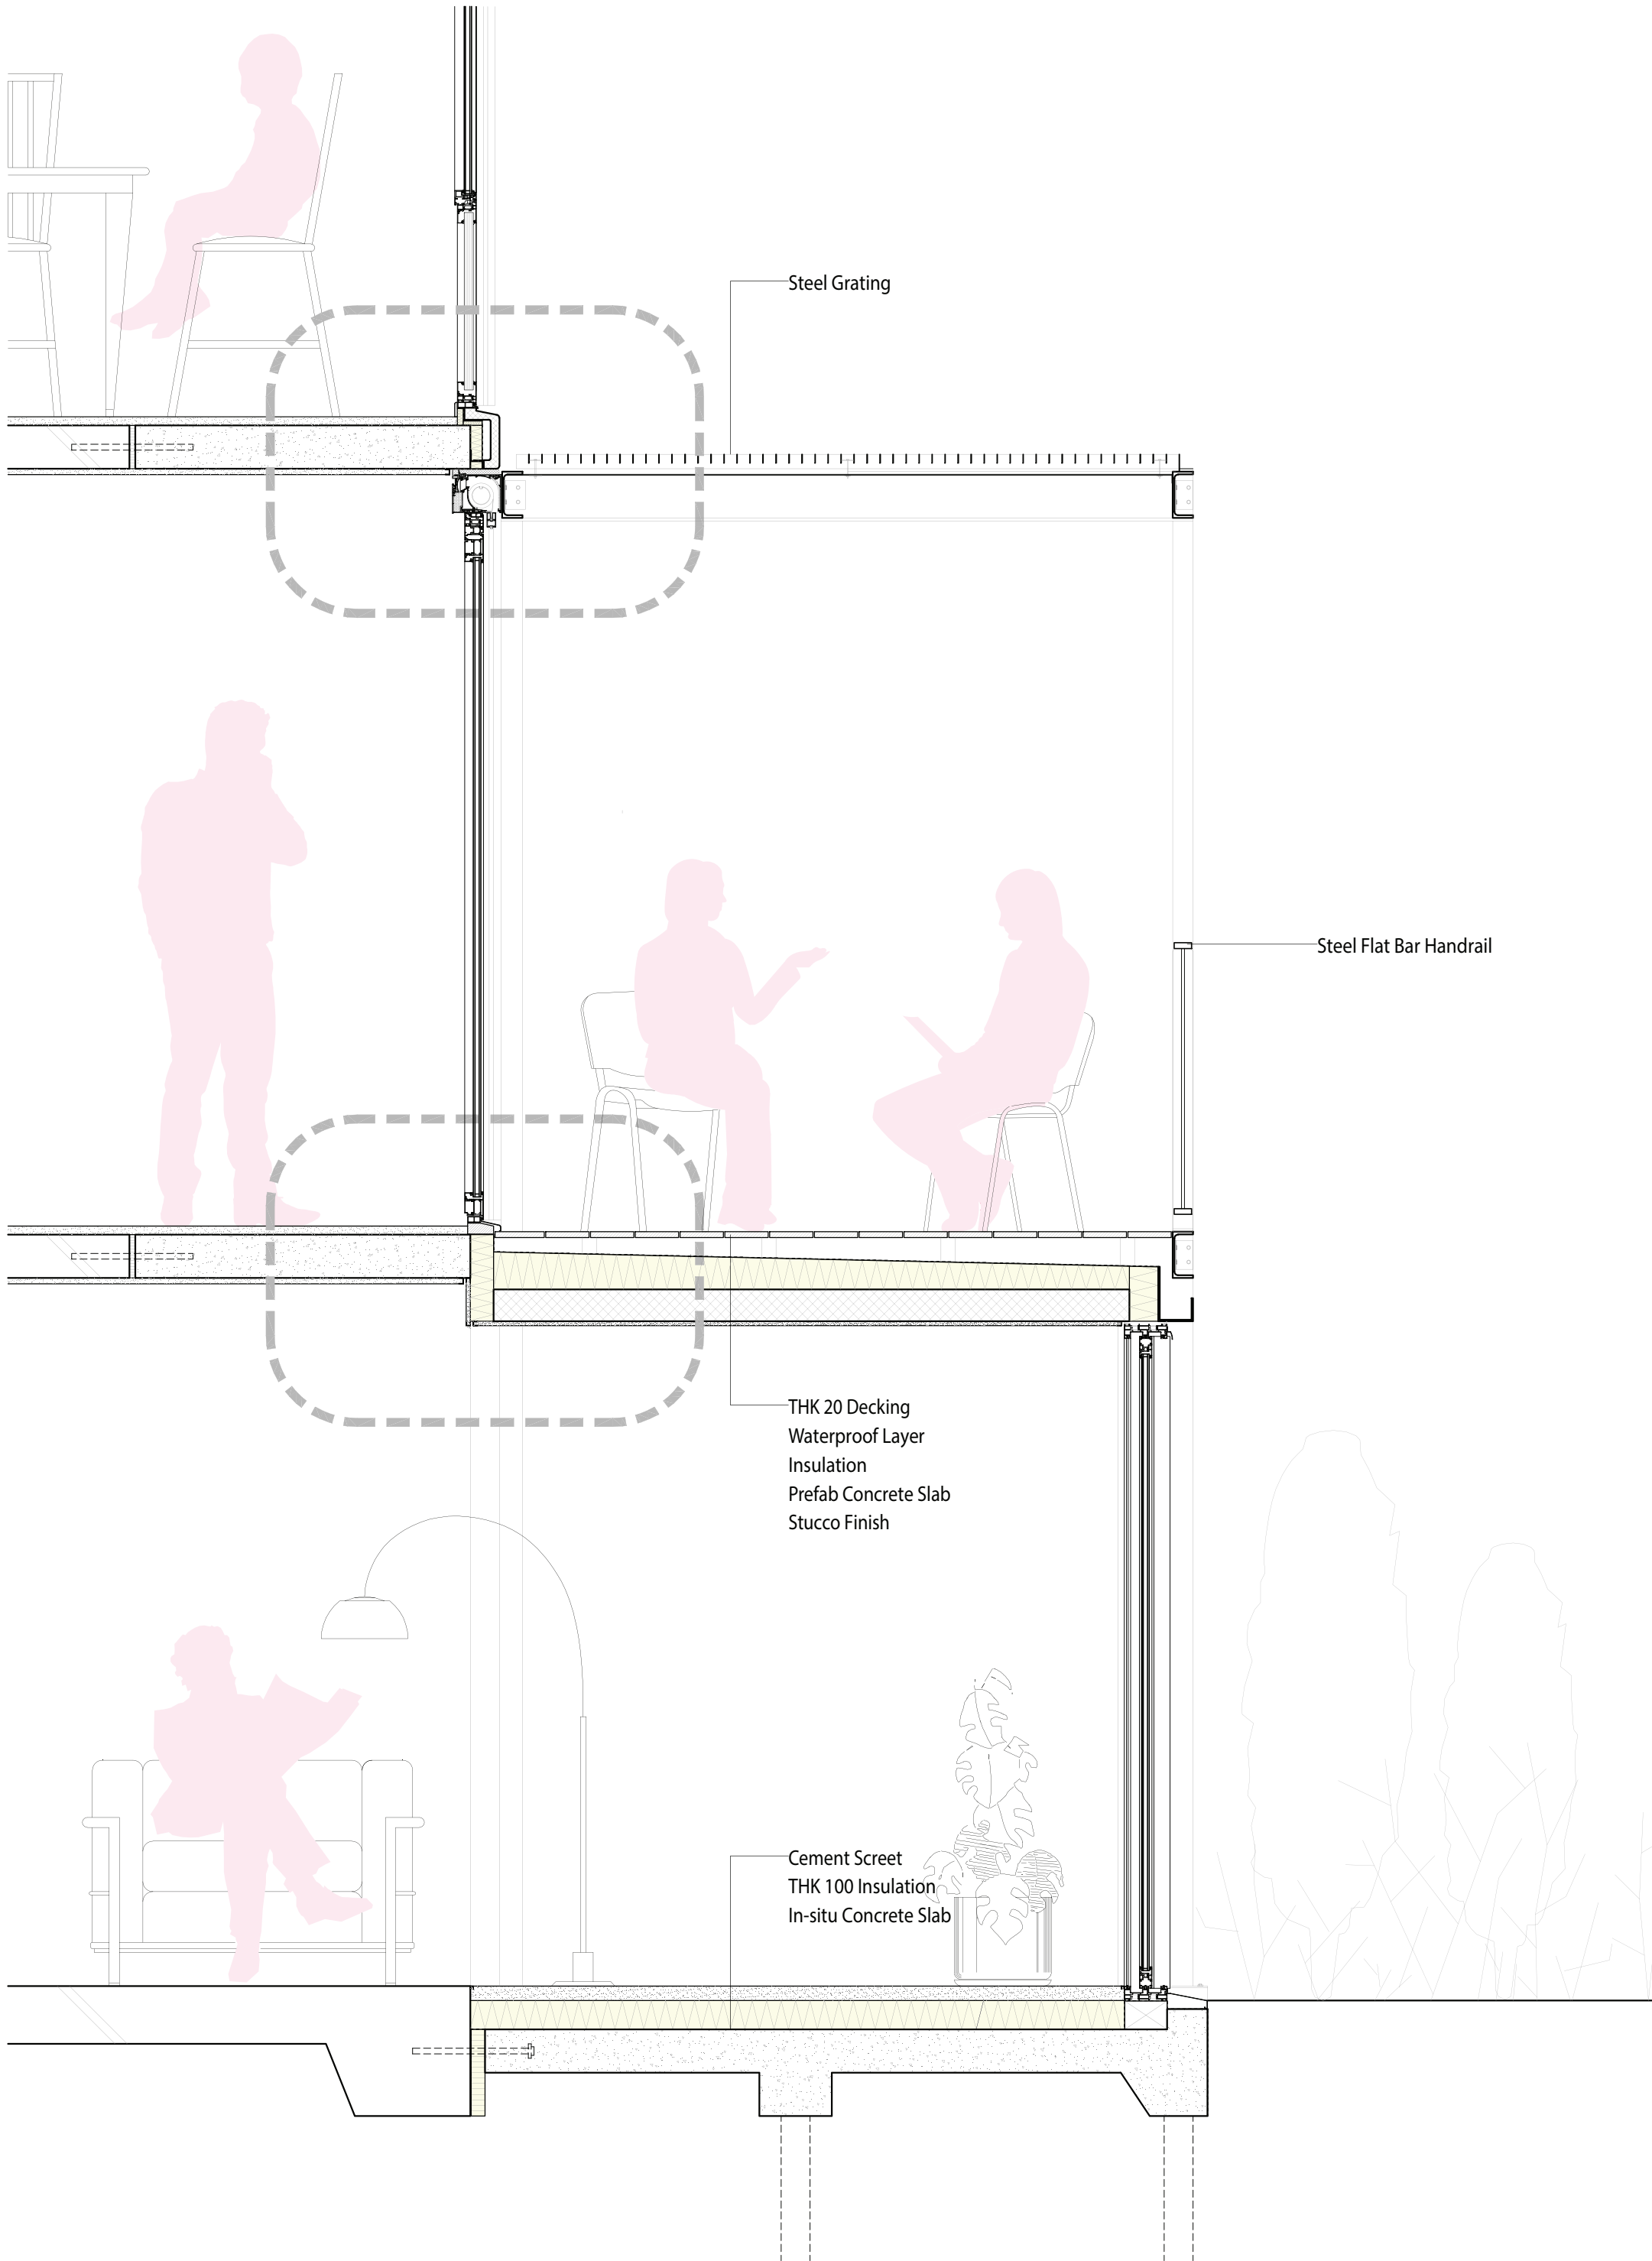 Steel Grating
Steel Flat Bar Handrail
THK 20 Decking
Waterproof Layer
Insulation
Prefab Concrete Slab
Stucco Finish
Cement Screet
THK 100 Insulation
In-situ Concrete Slab